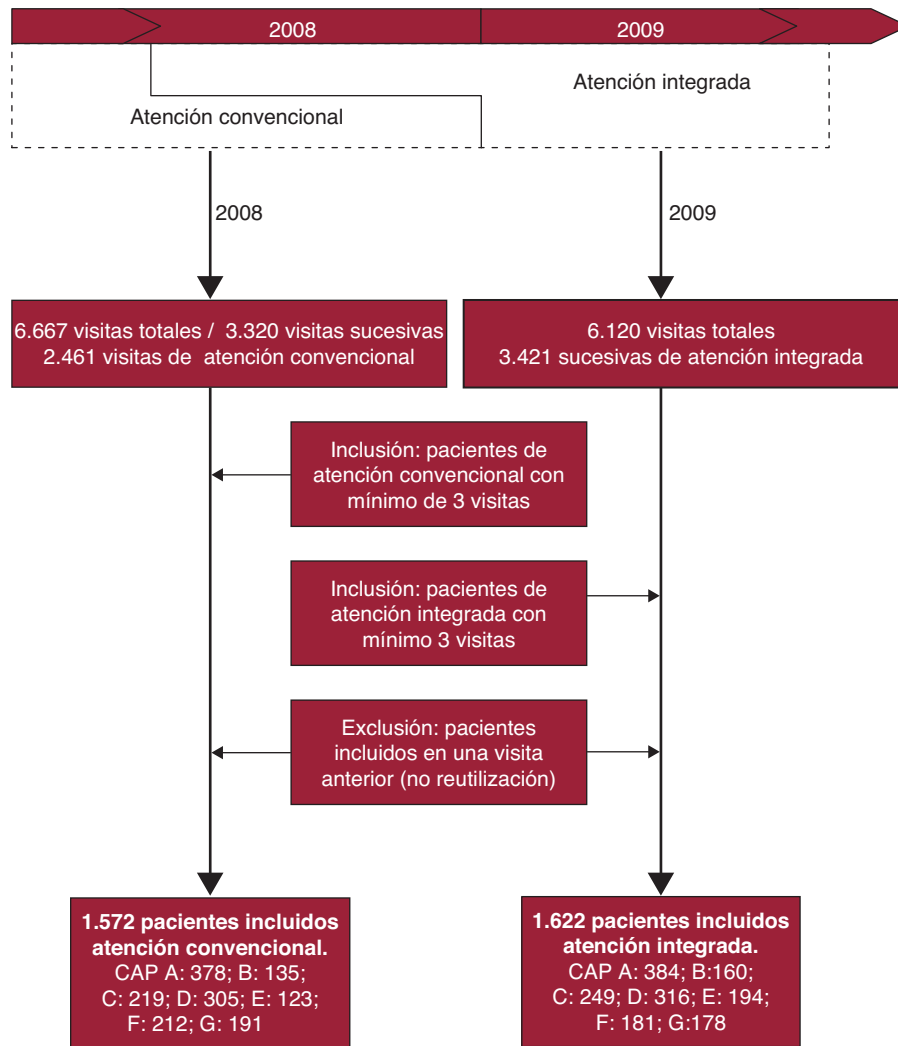 2008
2009
Atención integrada
Atención convencional
2008
2009
6.667 visitas totales / 3.320 visitas sucesivas
2.461 visitas de atención convencional
6.120 visitas totales
3.421 sucesivas de atención integrada
Inclusión: pacientes de
atención convencional con
mínimo de 3 visitas
Inclusión: pacientes de
atención integrada con
mínimo 3 visitas
Exclusión: pacientes
incluidos en una visita
anterior (no reutilización)
1.572 pacientes incluidos
atención convencional.
CAP A: 378; B: 135;
C: 219; D: 305; E: 123;
F: 212; G: 191
1.622 pacientes incluidos
atención integrada.
CAP A: 384; B:160;
C: 249; D: 316; E: 194;
F: 181; G:178